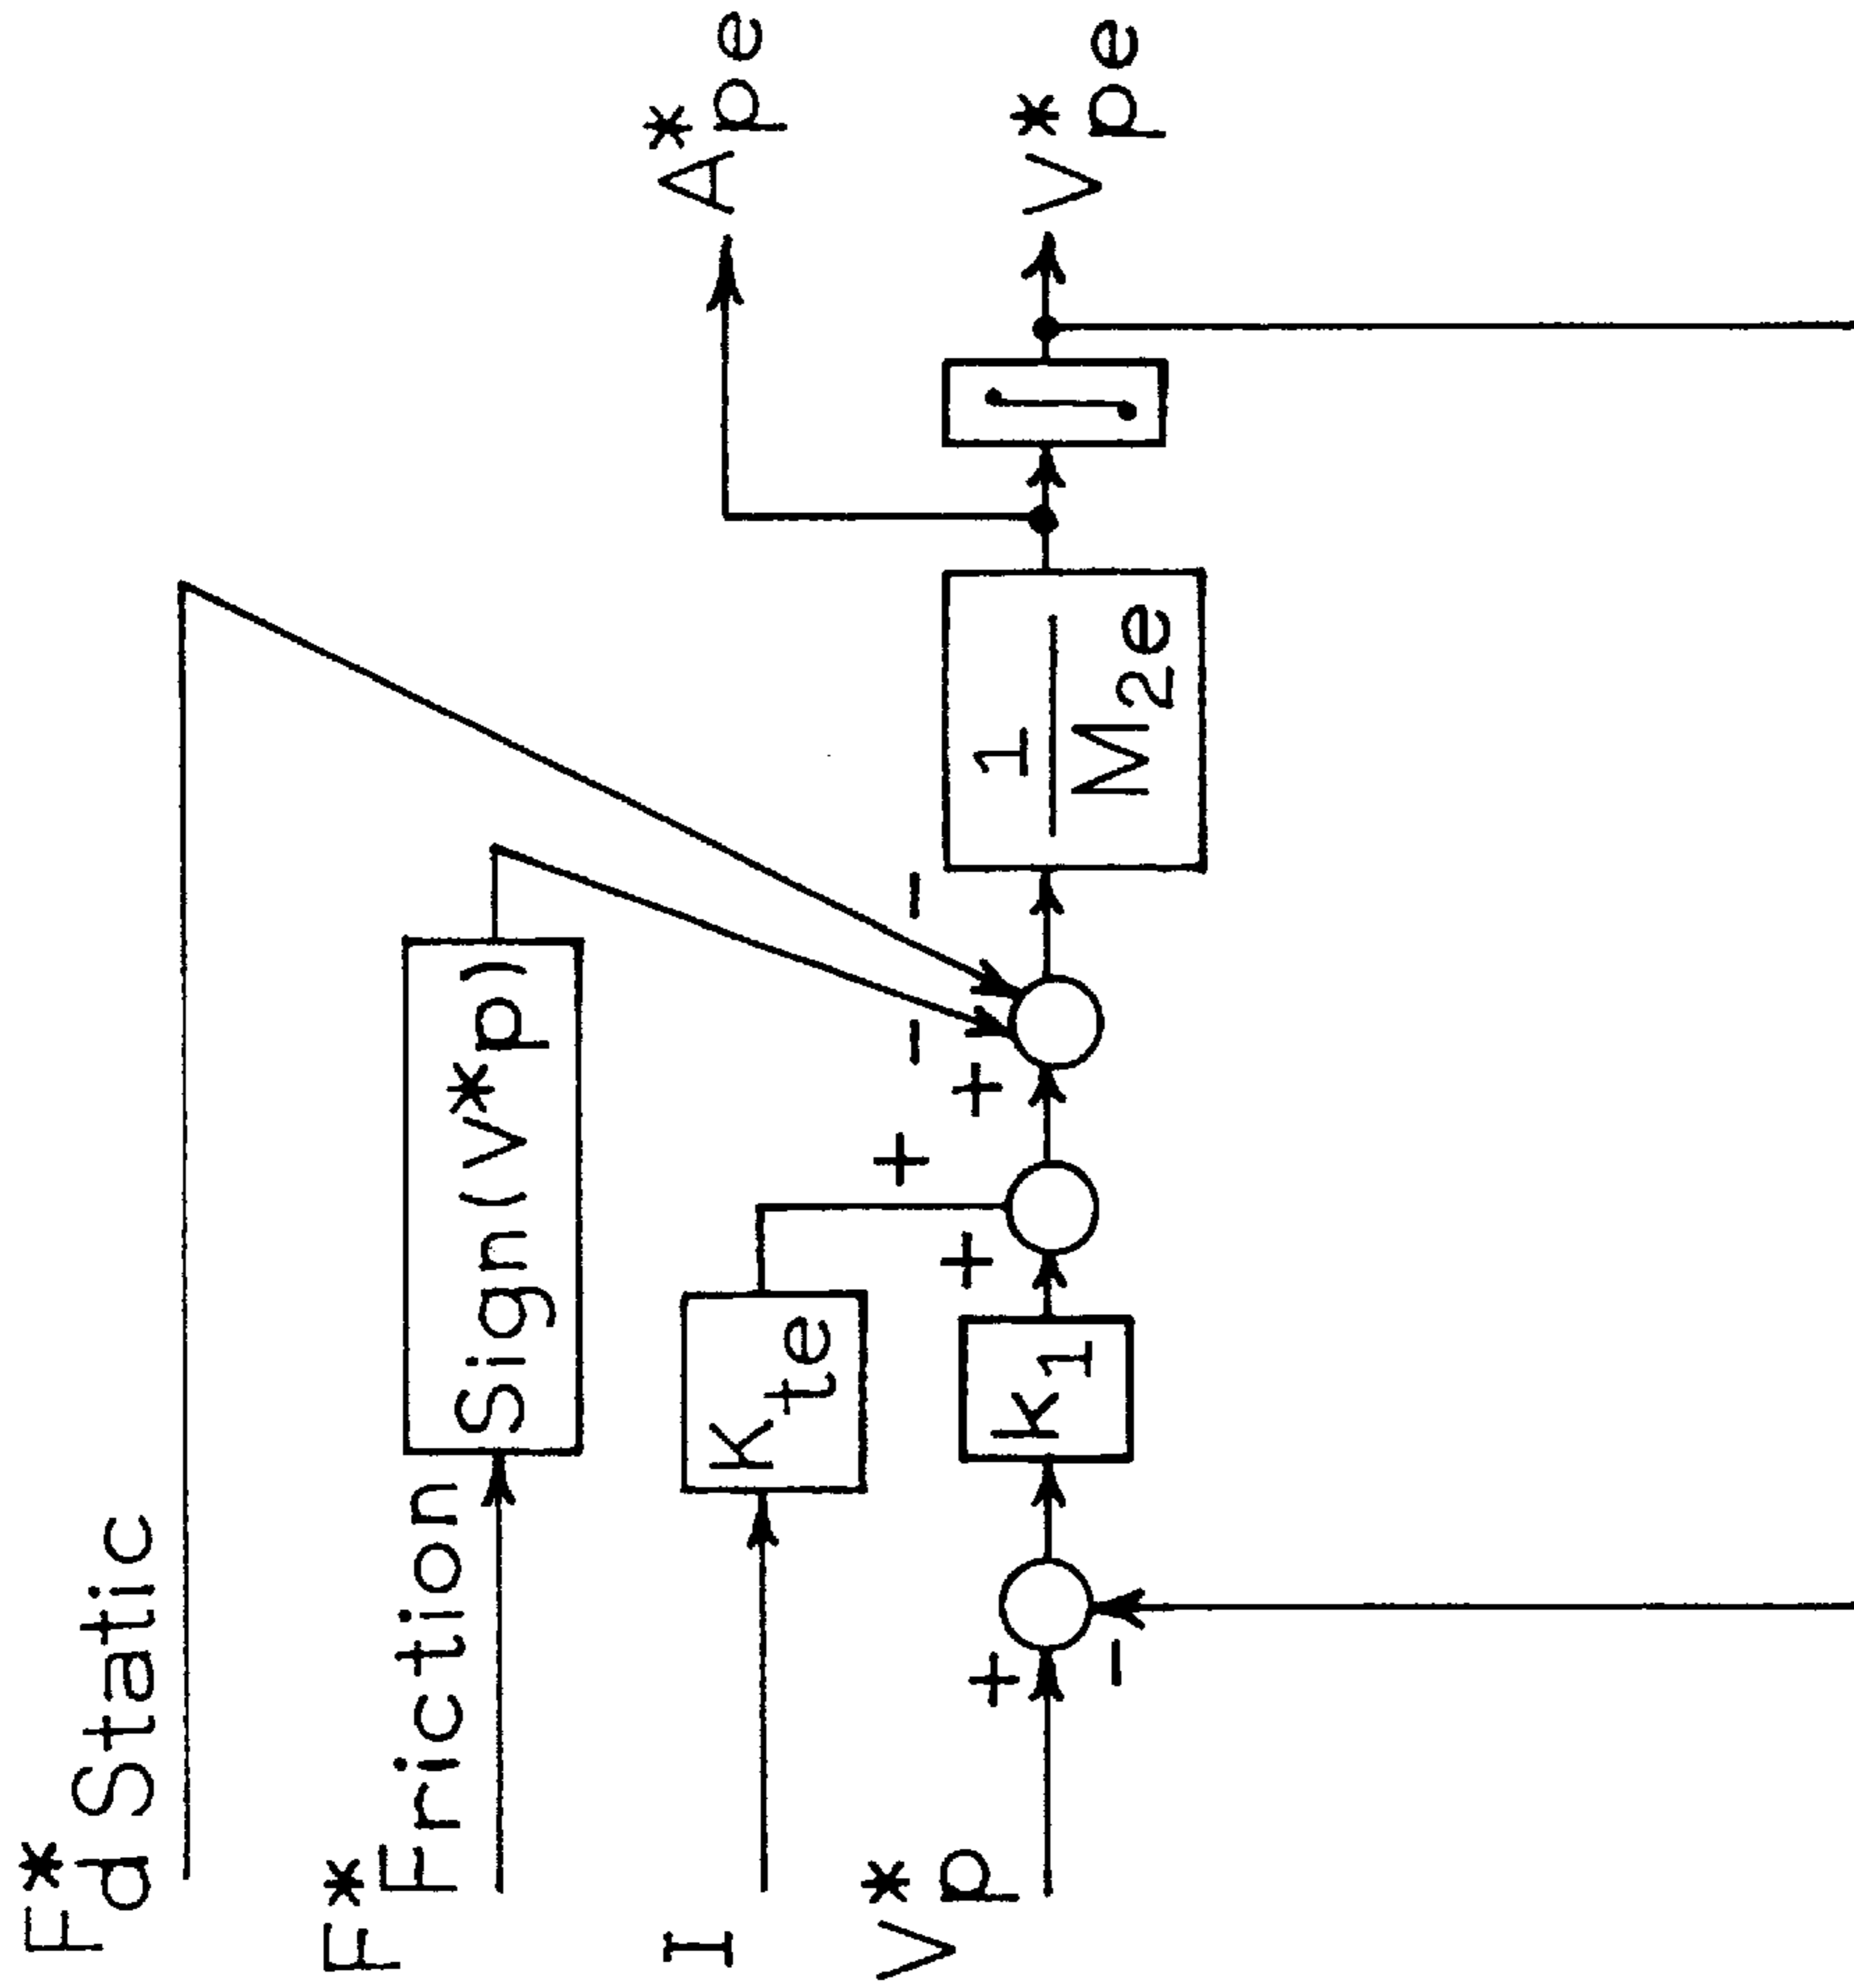 F*d Static
F*Friction
Sign(V*p)
I
Kte
V*p
+
-
K1
+
+
+
-
-
1
M2e
∫
A*pe
V*pe